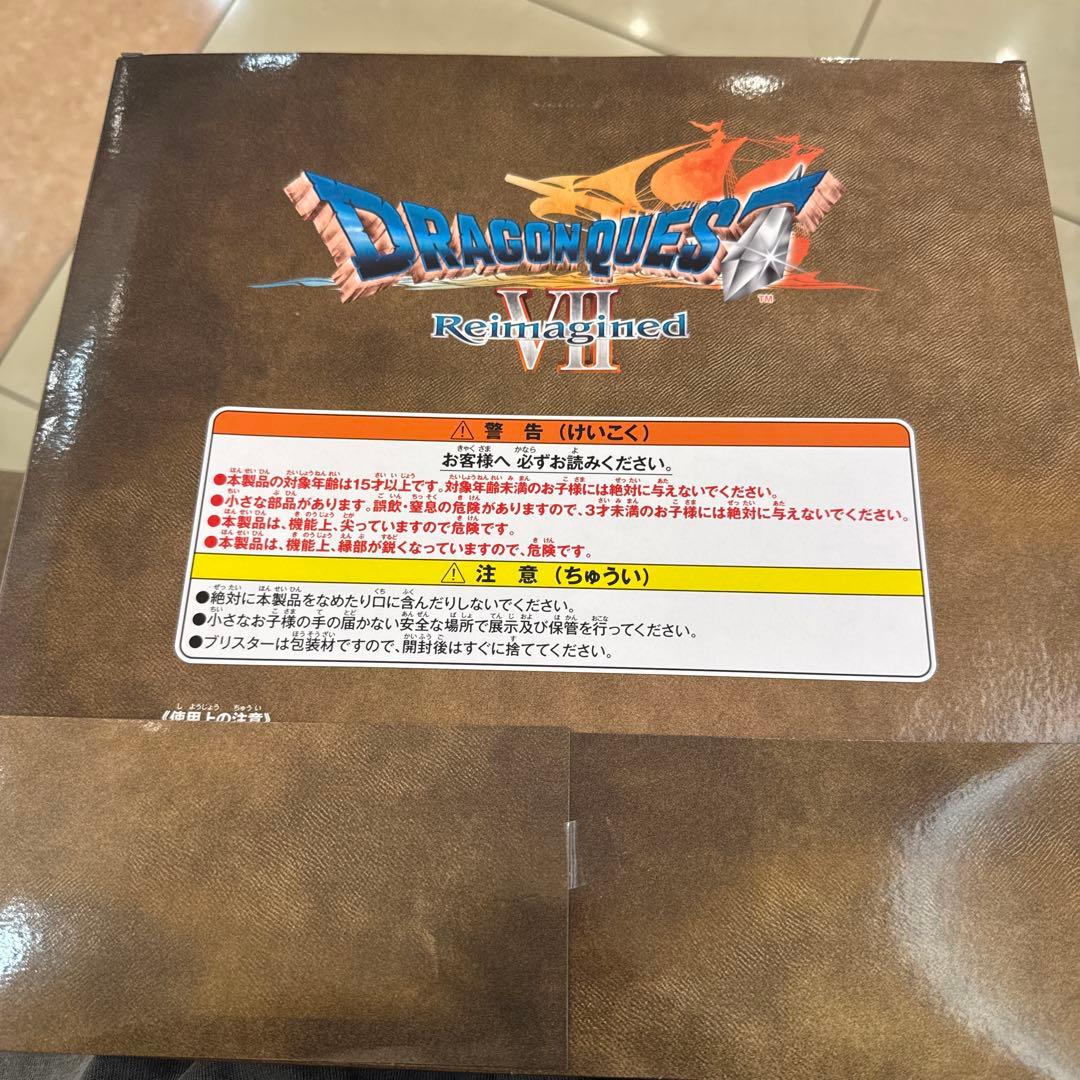 DRAGON QUEST
TM
VII
Reimagined
⚠ 警 告 (けいこく)
お客様へ 必ずお読みください。
●本製品の対象年齢は15才以上です。対象年齢未満のお子様には絶対に与えないでください。
●小さな部品があります。誤飲・窒息の危険がありますので、3才未満のお子様には絶対に与えないでください。
●本製品は、機能上、尖っていますので危険です。
●本製品は、機能上、縁部が鋭くなっていますので、危険です。
⚠ 注 意 (ちゅうい)
●絶対に本製品をなめたり口に含んだりしないでください。
●小さなお子様の手の届かない安全な場所で展示及び保管を行ってください。
●ブリスターは包装材ですので、開封後はすぐに捨ててください。
《使用上の注意》